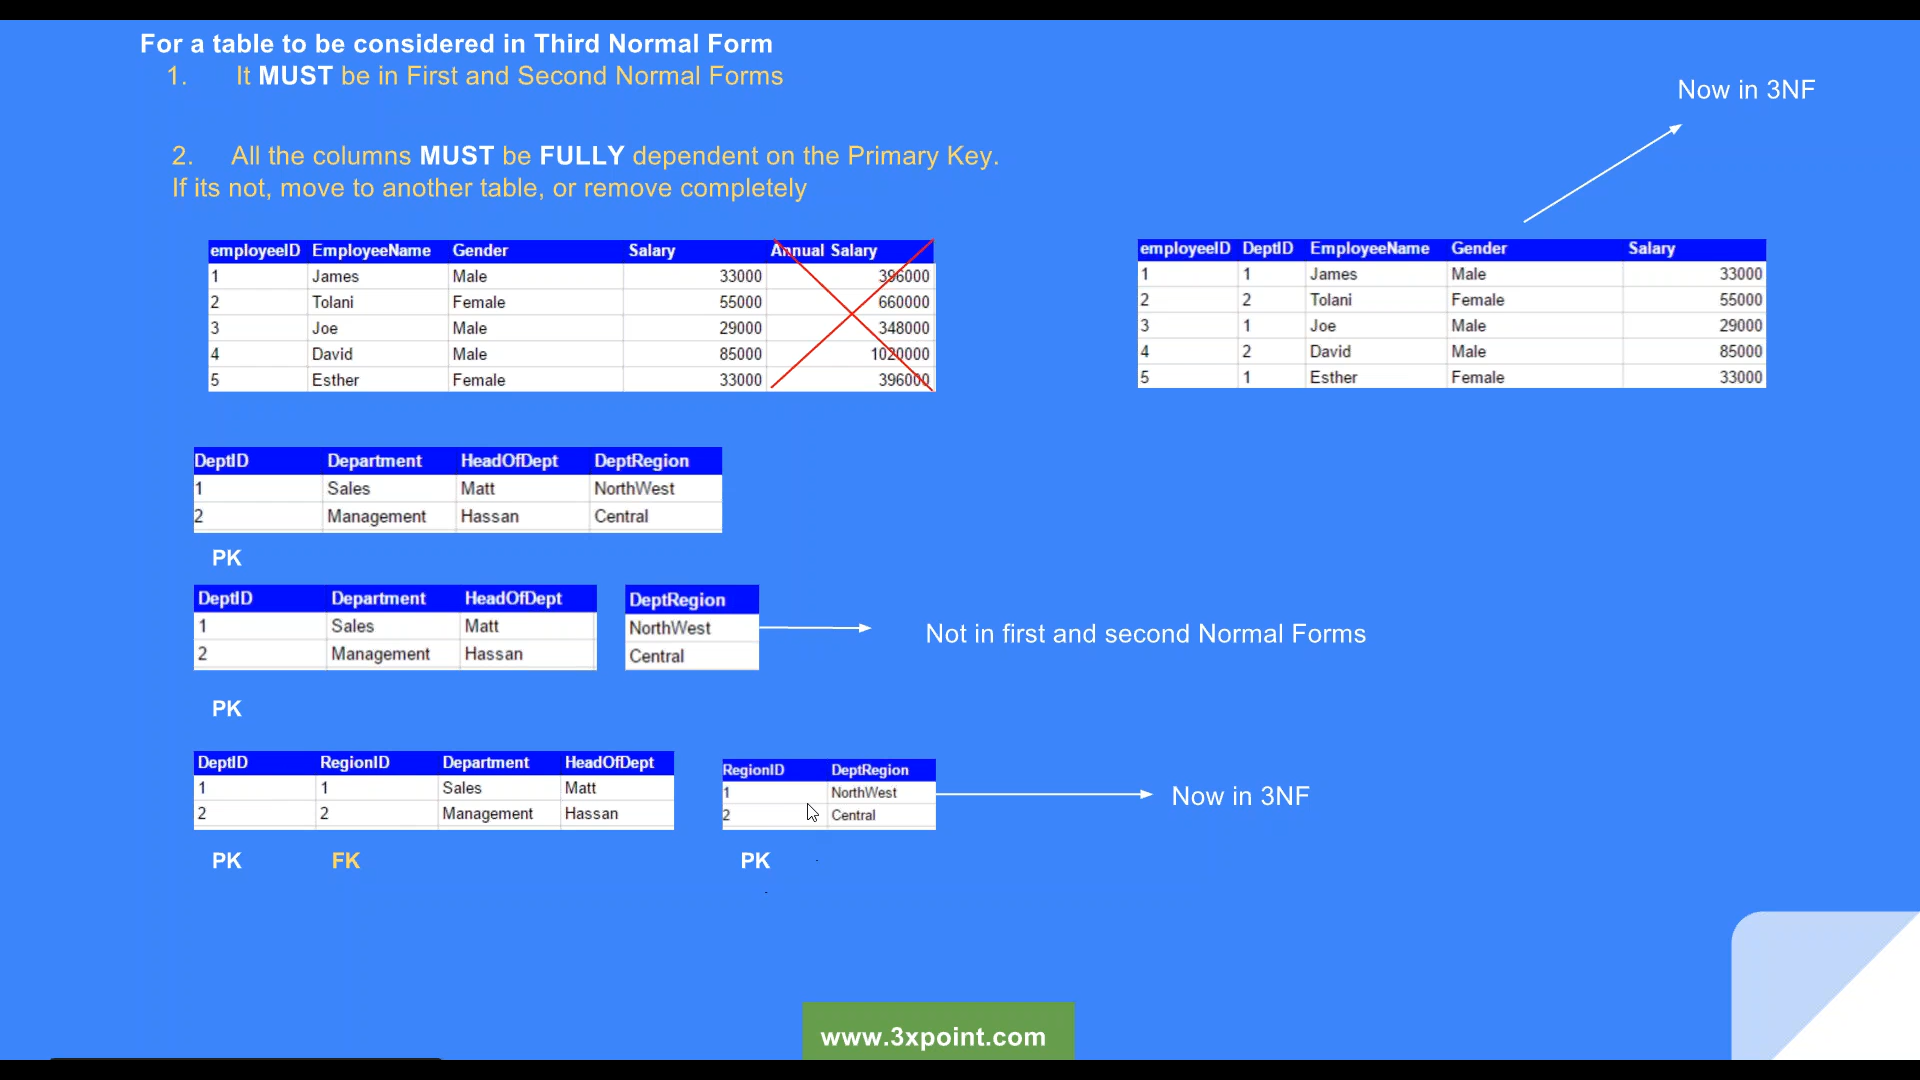 For a table to be considered in Third Normal Form
1. It MUST be in First and Second Normal Forms
Now in 3NF
2. All the columns MUST be FULLY dependent on the Primary Key.
If its not, move to another table, or remove completely
employeeID EmployeeName Gender Salary Annual Salary
1 James Male 33000 396000
2 Tolani Female 55000 660000
3 Joe Male 29000 348000
4 David Male 85000 1020000
5 Esther Female 33000 396000
employeeID DeptID EmployeeName Gender Salary
1 1 James Male 33000
2 2 Tolani Female 55000
3 1 Joe Male 29000
4 2 David Male 85000
5 1 Esther Female 33000
DeptID Department HeadOfDept DeptRegion
1 Sales Matt NorthWest
2 Management Hassan Central
PK
DeptID Department HeadOfDept
1 Sales Matt
2 Management Hassan
DeptRegion
NorthWest
Central
Not in first and second Normal Forms
PK
DeptID RegionID Department HeadOfDept
1 1 Sales Matt
2 2 Management Hassan
RegionID DeptRegion
1 NorthWest
2 Central
Now in 3NF
PK FK PK
www.3xpoint.com